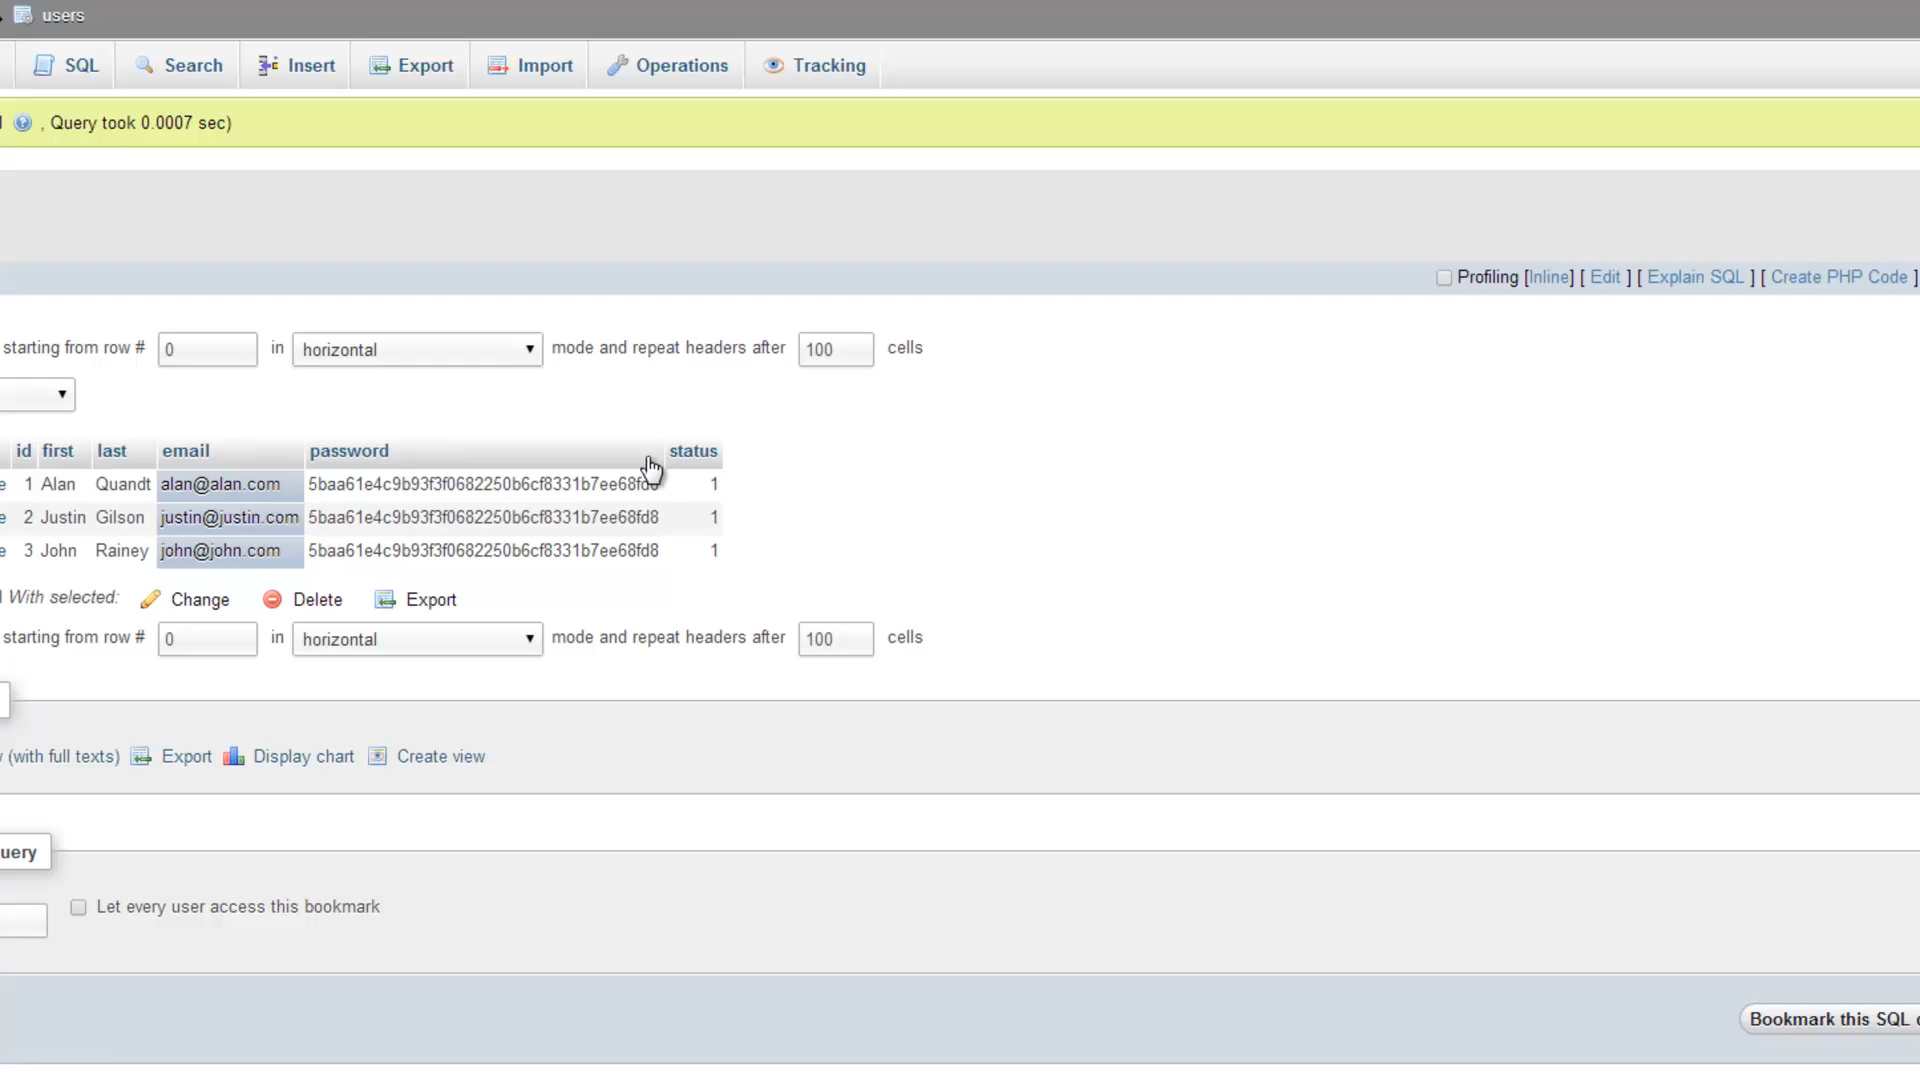 users
SQL Search Insert Export Import Operations Tracking
, Query took 0.0007 sec)
Profiling [Inline] [ Edit ] [ Explain SQL ] [ Create PHP Code ]
starting from row # 0 in horizontal mode and repeat headers after 100 cells
id first last email password status
e 1 Alan Quandt alan@alan.com 5baa61e4c9b93f3f0682250b6cf8331b7ee68fd8 1
e 2 Justin Gilson justin@justin.com 5baa61e4c9b93f3f0682250b6cf8331b7ee68fd8 1
e 3 John Rainey john@john.com 5baa61e4c9b93f3f0682250b6cf8331b7ee68fd8 1
With selected: Change Delete Export
starting from row # 0 in horizontal mode and repeat headers after 100 cells
(with full texts) Export Display chart Create view
uery
Let every user access this bookmark
Bookmark this SQL